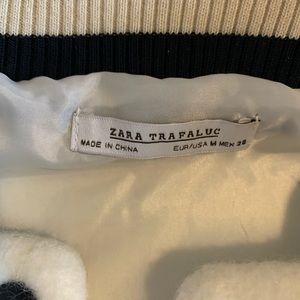 ZARA TRAFALUC
MADE IN CHINA EUR/USA M MEX 28